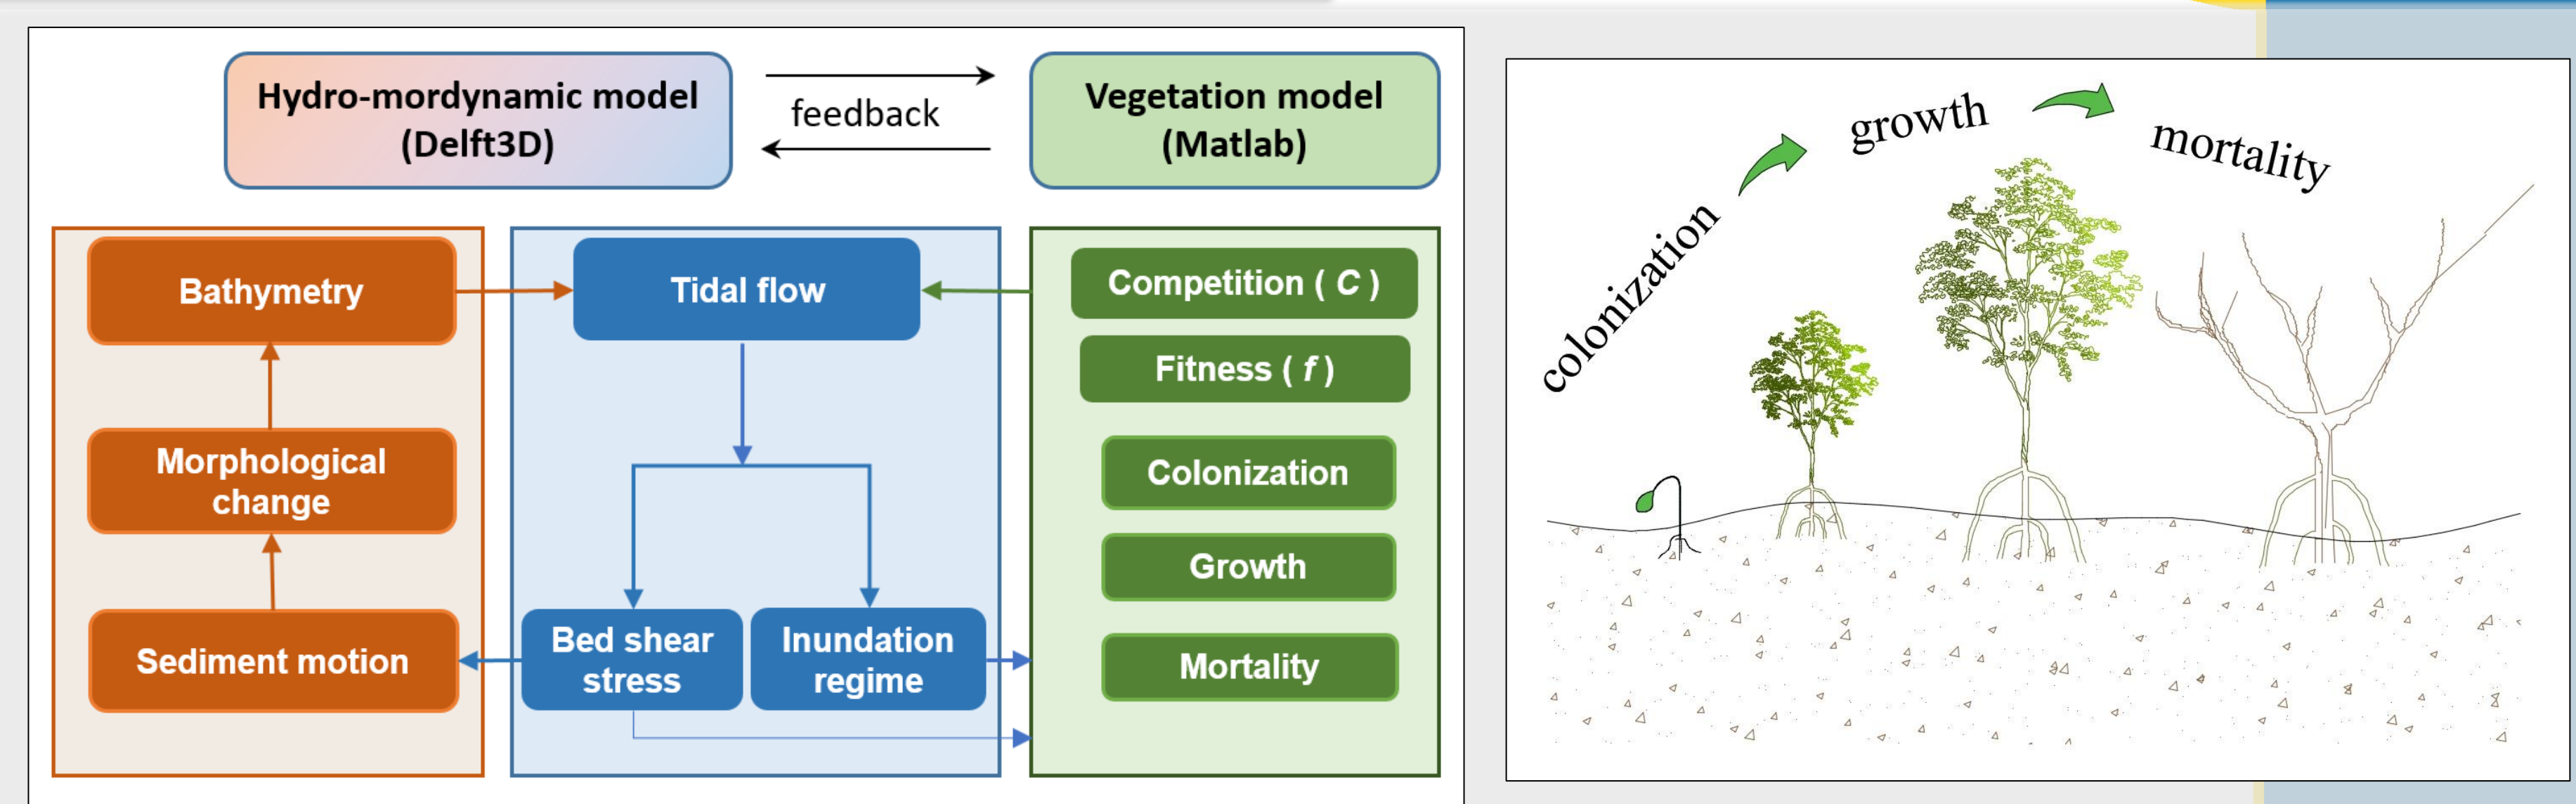 Hydro-mordynamic model
(Delft3D)
feedback
Vegetation model
(Matlab)
Bathymetry
Morphological
change
Sediment motion
Tidal flow
Bed shear
stress
Inundation
regime
Competition ( C )
Fitness ( f )
Colonization
Growth
Mortality
colonization
growth
mortality